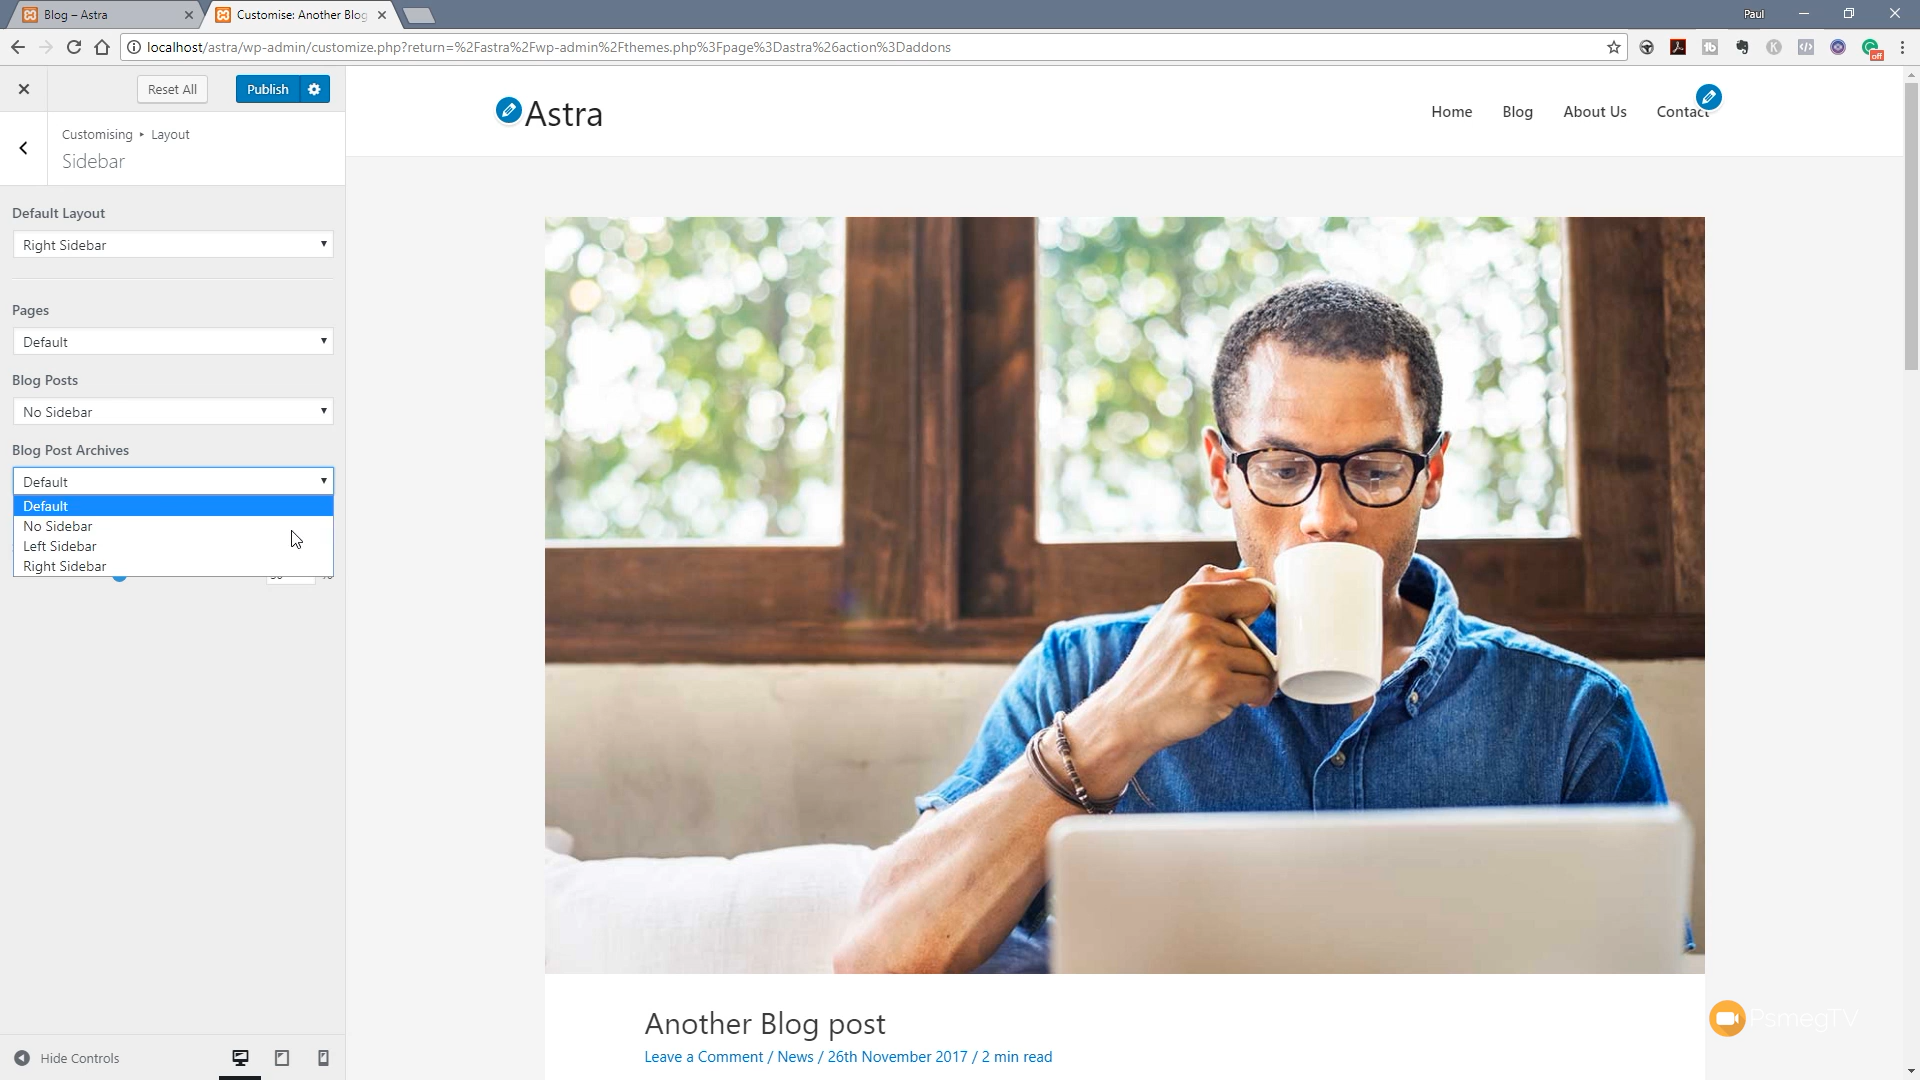 Blog – Astra
Customise: Another Blog
Paul
localhost/astra/wp-admin/customize.php?return=%2Fastra%2Fwp-admin%2Fthemes.php%3Fpage%3Dastra%26action%3Daddons
off
Reset All
Publish
Customising ▸ Layout
Sidebar
Astra
Home
Blog
About Us
Contact
Default Layout
Right Sidebar
Pages
Default
Blog Posts
No Sidebar
Blog Post Archives
Default
Default
No Sidebar
Left Sidebar
Right Sidebar
Another Blog post
Leave a Comment / News / 26th November 2017 / 2 min read
PsmegTV
Hide Controls